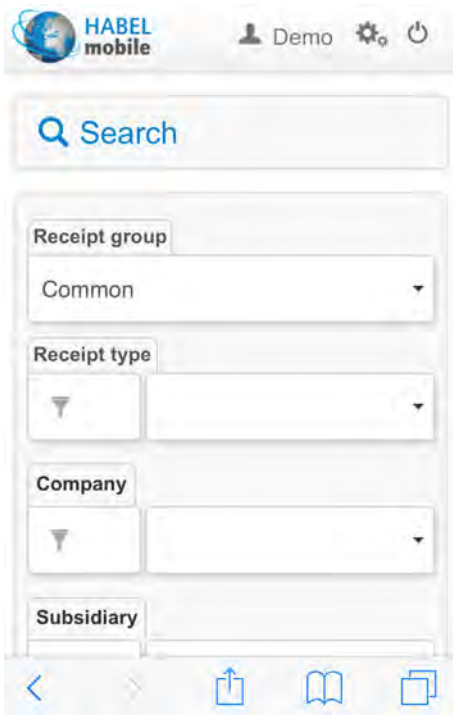 HABEL
mobile
Demo
Search
Receipt group
Common
Receipt type
Company
Subsidiary